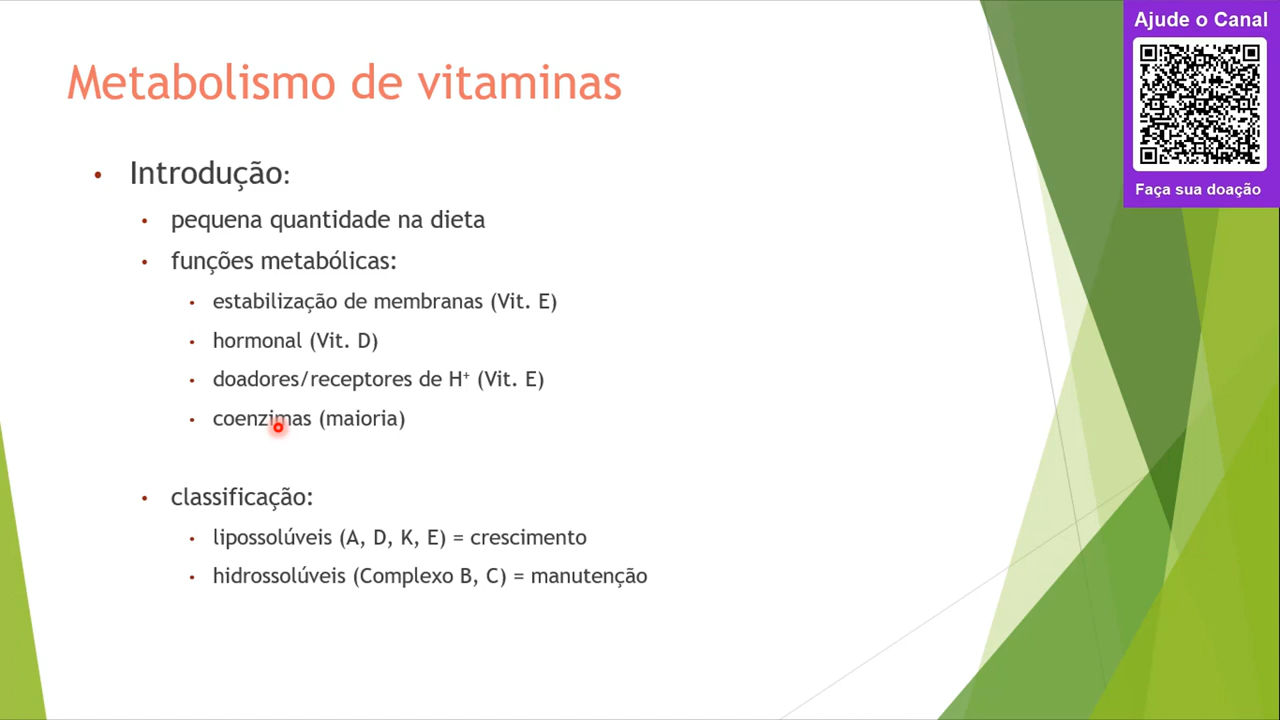 Ajude o Canal
Metabolismo de vitaminas
• Introdução:
• pequena quantidade na dieta
• funções metabólicas:
• estabilização de membranas (Vit. E)
• hormonal (Vit. D)
• doadores/receptores de H⁺ (Vit. E)
• coenzimas (maioria)
• classificação:
• lipossolúveis (A, D, K, E) = crescimento
• hidrossolúveis (Complexo B, C) = manutenção
Faça sua doação